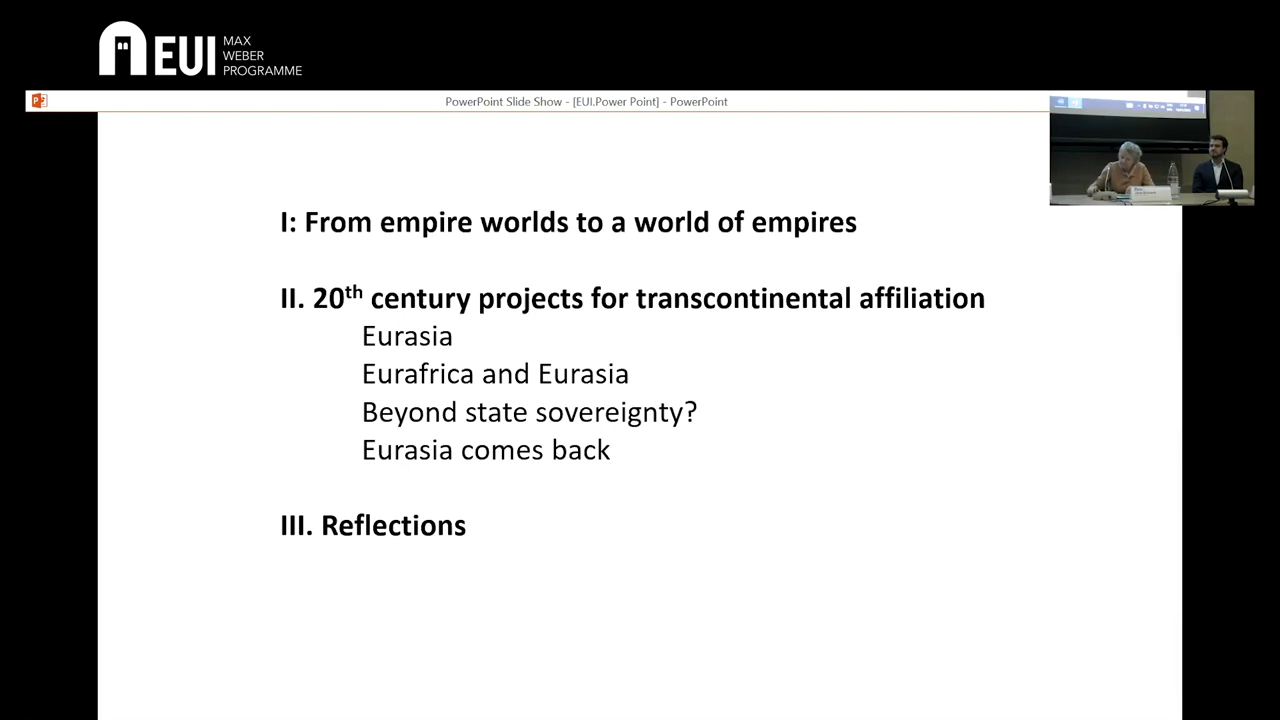 EUI
MAX
WEBER
PROGRAMME
PowerPoint Slide Show - [EUI.Power Point] - PowerPoint
I: From empire worlds to a world of empires
II. 20th century projects for transcontinental affiliation
Eurasia
Eurafrica and Eurasia
Beyond state sovereignty?
Eurasia comes back
III. Reflections